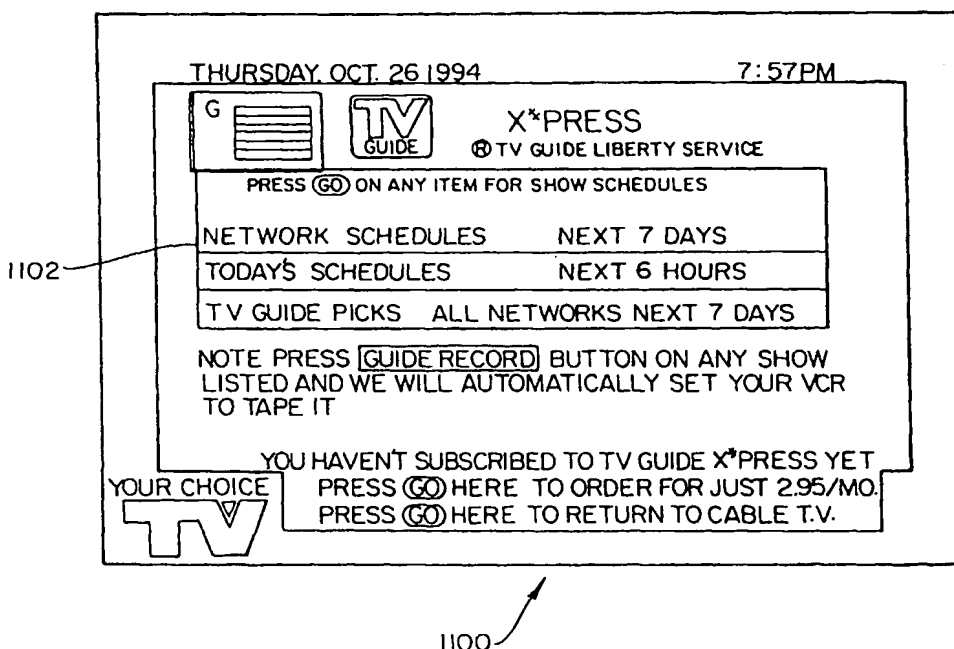 THURSDAY. OCT. 26 1994 7:57PM
G
TV GUIDE
X*PRESS
® TV GUIDE LIBERTY SERVICE
PRESS GO ON ANY ITEM FOR SHOW SCHEDULES
NETWORK SCHEDULES NEXT 7 DAYS
1102
TODAY'S SCHEDULES NEXT 6 HOURS
TV GUIDE PICKS ALL NETWORKS NEXT 7 DAYS
NOTE PRESS GUIDE RECORD BUTTON ON ANY SHOW
LISTED AND WE WILL AUTOMATICALLY SET YOUR VCR
TO TAPE IT
YOU HAVEN'T SUBSCRIBED TO TV GUIDE X*PRESS YET
PRESS GO HERE TO ORDER FOR JUST 2.95/MO.
PRESS GO HERE TO RETURN TO CABLE T.V.
YOUR CHOICE
TV
1100